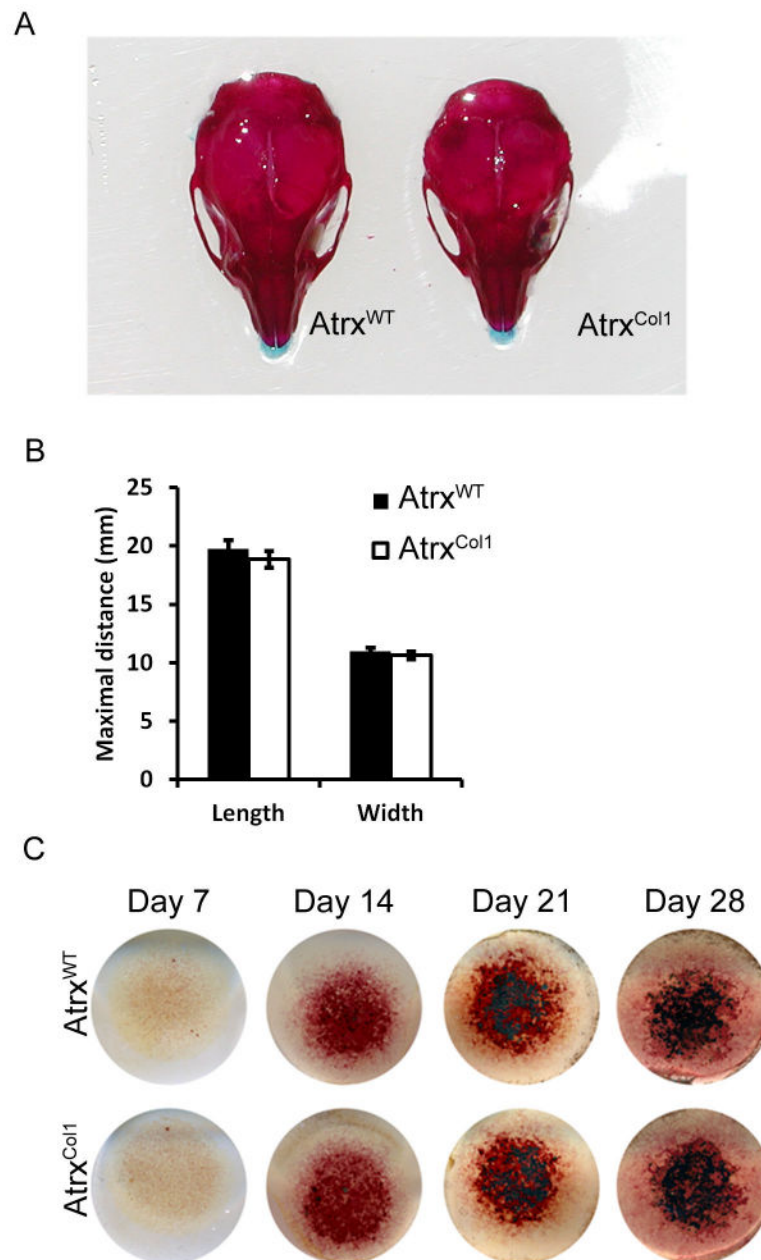 A
Atrx^WT
Atrx^Col1
B
Maximal distance (mm)
25
20
15
10
5
0
Atrx^WT
Atrx^Col1
Length Width
C
Day 7 Day 14 Day 21 Day 28
Atrx^WT
Atrx^Col1